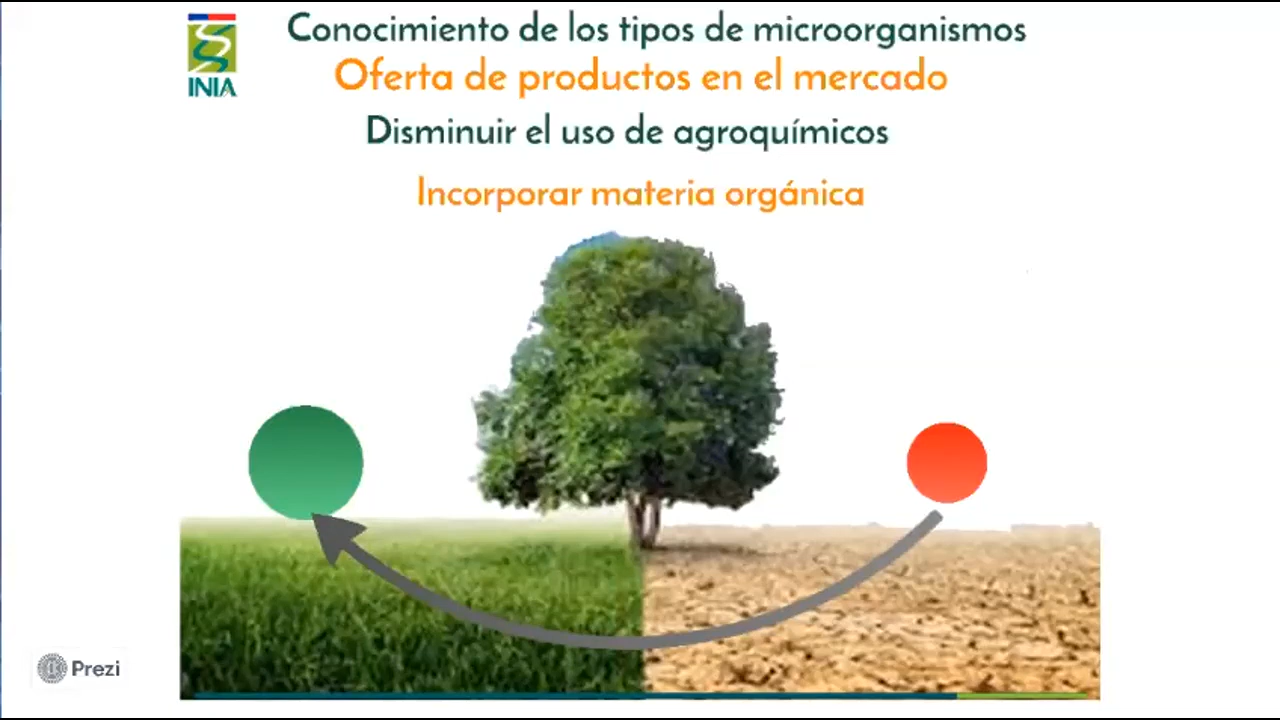 Conocimiento de los tipos de microorganismos
INIA
Oferta de productos en el mercado
Disminuir el uso de agroquímicos
Incorporar materia orgánica
Prezi